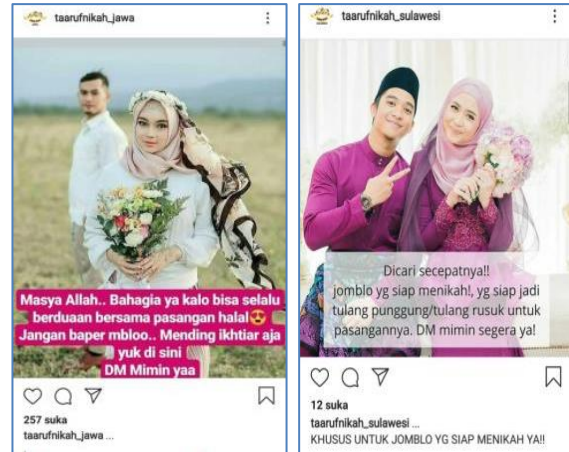 taarufnikah_jawa
Masya Allah.. Bahagia ya kalo bisa selalu
berduaan bersama pasangan halal😍
Jangan baper mbloo.. Mending ikhtiar aja
yuk di sini
DM Mimin yaa
257 suka
taarufnikah_jawa ...
taarufnikah_sulawesi
Dicari secepatnya!!
jomblo yg siap menikah!, yg siap jadi
tulang punggung/tulang rusuk untuk
pasangannya. DM mimin segera ya!
12 suka
taarufnikah_sulawesi ...
KHUSUS UNTUK JOMBLO YG SIAP MENIKAH YA!!